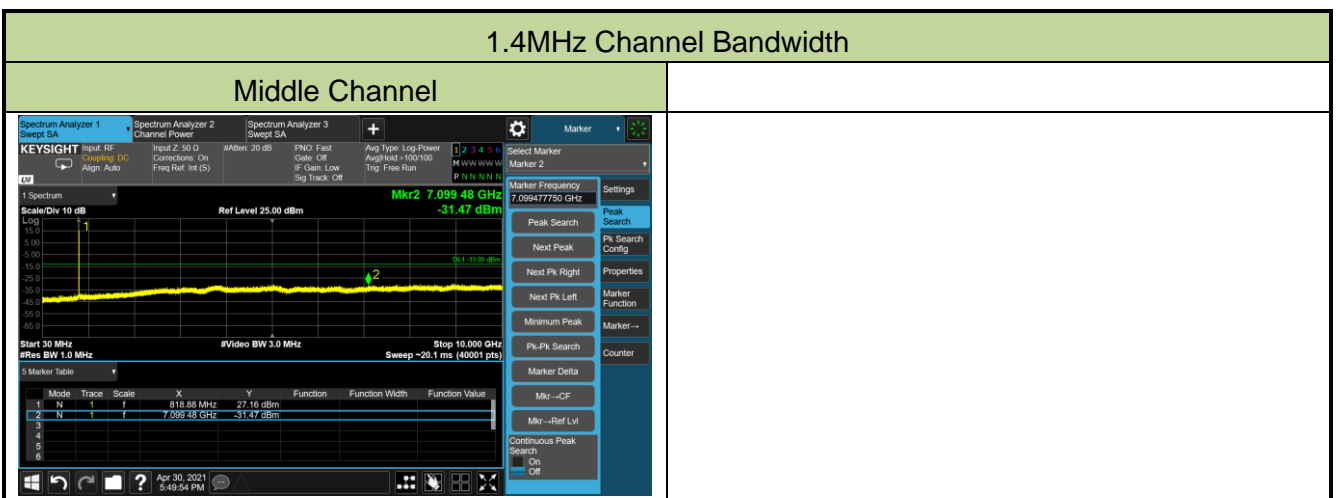 1.4MHz Channel Bandwidth
Middle Channel
Spectrum Analyzer 1
Swept SA
Spectrum Analyzer 2
Channel Power
Spectrum Analyzer 3
Swept SA
+
Marker
KEYSIGHT
LXI
Input: RF
Coupling: DC
Align: Auto
Input Z: 50 Ω
Corrections: On
Freq Ref: Int (S)
#Atten: 20 dB
PNO: Fast
Gate: Off
IF Gain: Low
Sig Track: Off
Avg Type: Log-Power
Avg|Hold:>100/100
Trig: Free Run
1 2 3 4 5 6
M W W W W W
P N N N N N
Select Marker
Marker 2
1 Spectrum
Mkr2 7.099 48 GHz
Scale/Div 10 dB
Ref Level 25.00 dBm
-31.47 dBm
Log
15.0
5.00
-5.00
-15.0
-25.0
-35.0
-45.0
-55.0
-65.0
1
2
DL1 -13.00 dBm
Start 30 MHz
#Video BW 3.0 MHz
Stop 10.000 GHz
#Res BW 1.0 MHz
Sweep ~20.1 ms (40001 pts)
5 Marker Table
Mode Trace Scale X Y Function Function Width Function Value
1 N 1 f 818.88 MHz 27.16 dBm
2 N 1 f 7.099 48 GHz -31.47 dBm
3
4
5
6
Marker Frequency
7.099477750 GHz
Peak Search
Next Peak
Next Pk Right
Next Pk Left
Minimum Peak
Pk-Pk Search
Marker Delta
Mkr→CF
Mkr→Ref Lvl
Continuous Peak
Search
On
Off
Settings
Peak
Search
Pk Search
Config
Properties
Marker
Function
Marker→
Counter
?
Apr 30, 2021
5:49:54 PM